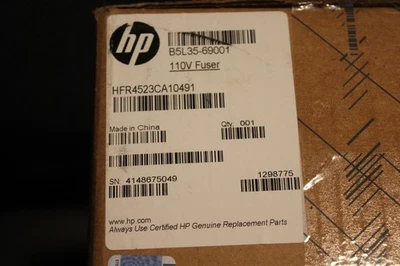 hp
B5L35-69001
110V Fuser
HFR4523CA10491
Made in China
Qty. 001
SN: 4148675049
1298775
www.hp.com
Always Use Certified HP Genuine Replacement Parts